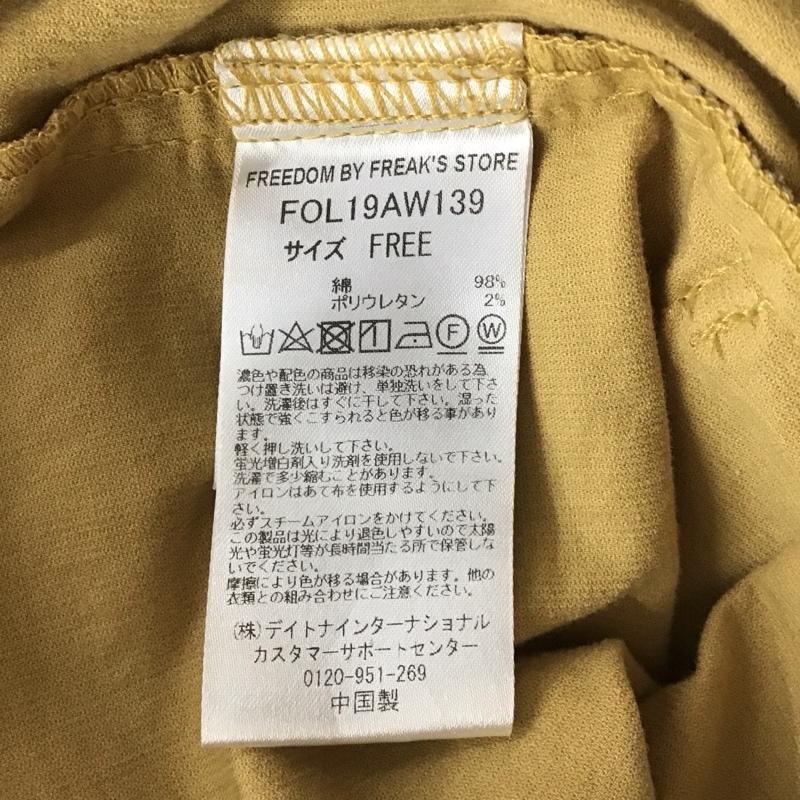 FREEDOM BY FREAK'S STORE
FOL19AW139
サイズ FREE
綿 98%
ポリウレタン 2%
F W
濃色や配色の商品は移染の恐れがある為
つけ置き洗いは避け、単独洗いをして下さ
い。洗濯後はすぐに干して下さい。湿った
状態で強くこすられると色が移る事があり
ます。
軽く押し洗いして下さい。
蛍光増白剤入り洗剤を使用しないで下さい。
洗濯で多少縮むことがあります。
アイロンはあて布を使用するようにして下
さい。
必ずスチームアイロンをかけてください。
この製品は光により退色しやすいので太陽
光や蛍光灯等が長時間当たる所で保管しな
いでください。
摩擦により色が移る場合があります。他の
衣類との組み合わせにご注意ください。
(株)デイトナインターナショナル
カスタマーサポートセンター
0120-951-269
中国製